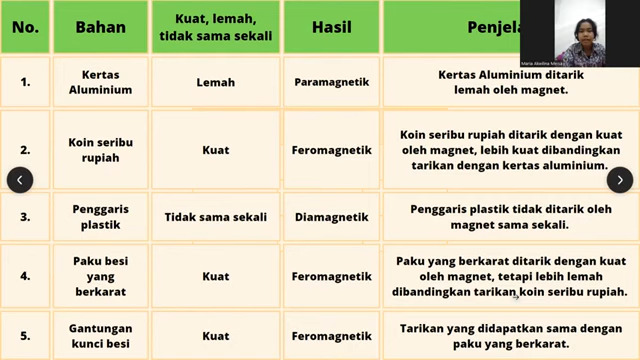 No.
Bahan
Kuat, lemah,
tidak sama sekali
Hasil
Maria Abelina Meisya
1.
Kertas
Aluminium
Lemah
Paramagnetik
Kertas Aluminium ditarik
lemah oleh magnet.
2.
Koin seribu
rupiah
Kuat
Feromagnetik
Koin seribu rupiah ditarik dengan kuat
oleh magnet, lebih kuat dibandingkan
tarikan dengan kertas aluminium.
3.
Penggaris
plastik
Tidak sama sekali
Diamagnetik
Penggaris plastik tidak ditarik oleh
magnet sama sekali.
4.
Paku besi
yang
berkarat
Kuat
Feromagnetik
Paku yang berkarat ditarik dengan kuat
oleh magnet, tetapi lebih lemah
dibandingkan tarikan koin seribu rupiah.
5.
Gantungan
kunci besi
Kuat
Feromagnetik
Tarikan yang didapatkan sama dengan
paku yang berkarat.